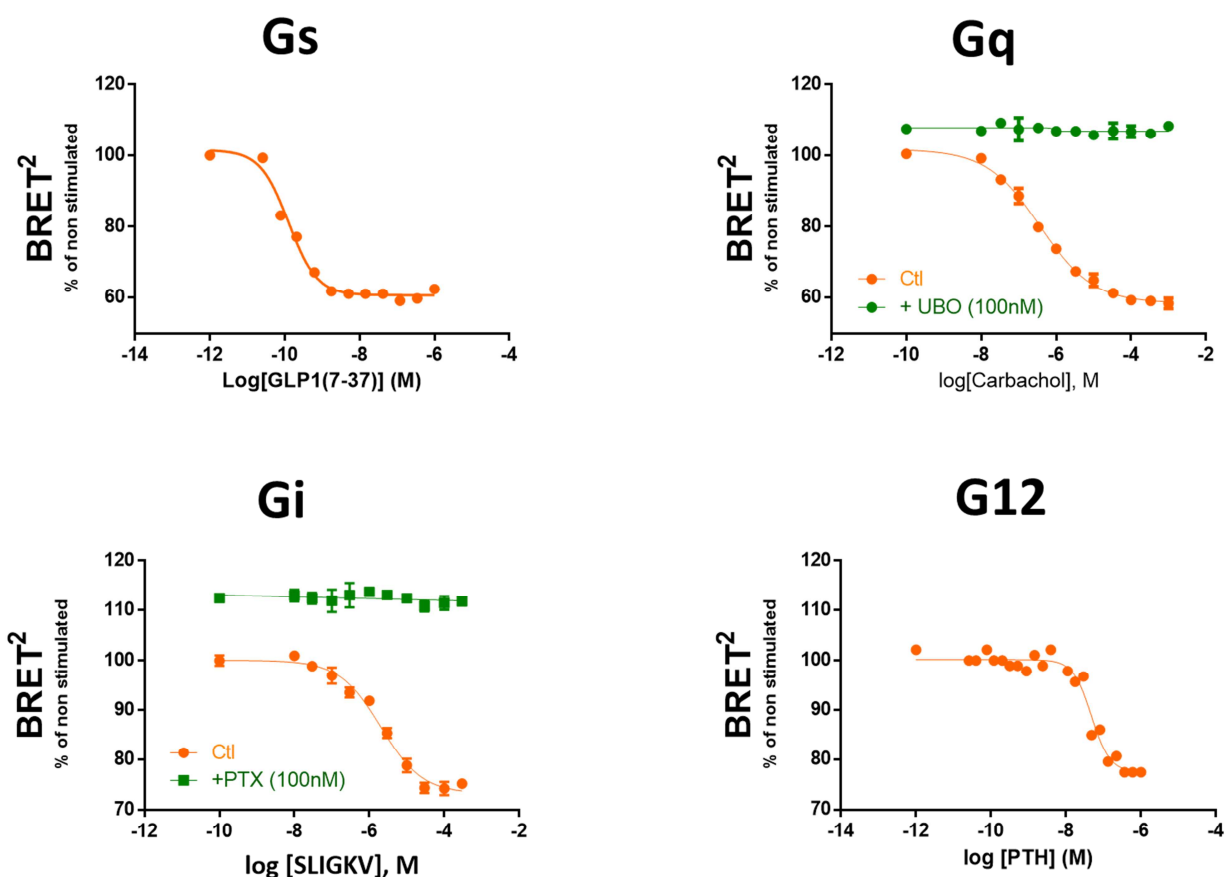 Gs
BRET²
% of non stimulated
120
100
80
60
-14 -12 -10 -8 -6 -4
Log[GLP1(7-37)] (M)
Gq
BRET²
% of non stimulated
120
100
80
60
Ctl
+ UBO (100nM)
-12 -10 -8 -6 -4 -2
log[Carbachol], M
Gi
BRET²
% of non stimulated
120
110
100
90
80
70
Ctl
+PTX (100nM)
-12 -10 -8 -6 -4 -2
log [SLIGKV], M
G12
BRET²
% of non stimulated
120
110
100
90
80
70
-14 -12 -10 -8 -6 -4
log [PTH] (M)